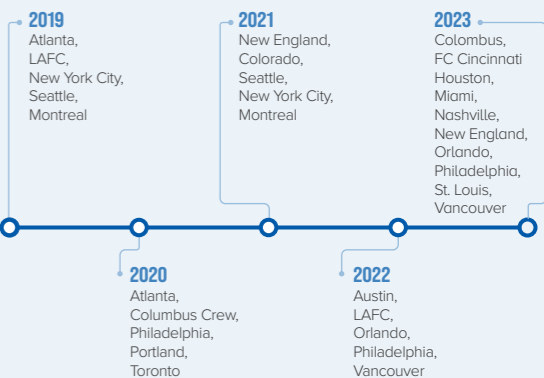 2019
Atlanta,
LAFC,
New York City,
Seattle,
Montreal
2020
Atlanta,
Columbus Crew,
Philadelphia,
Portland,
Toronto
2021
New England,
Colorado,
Seattle,
New York City,
Montreal
2022
Austin,
LAFC,
Orlando,
Philadelphia,
Vancouver
2023
Colombus,
FC Cincinnati
Houston,
Miami,
Nashville,
New England,
Orlando,
Philadelphia,
St. Louis,
Vancouver